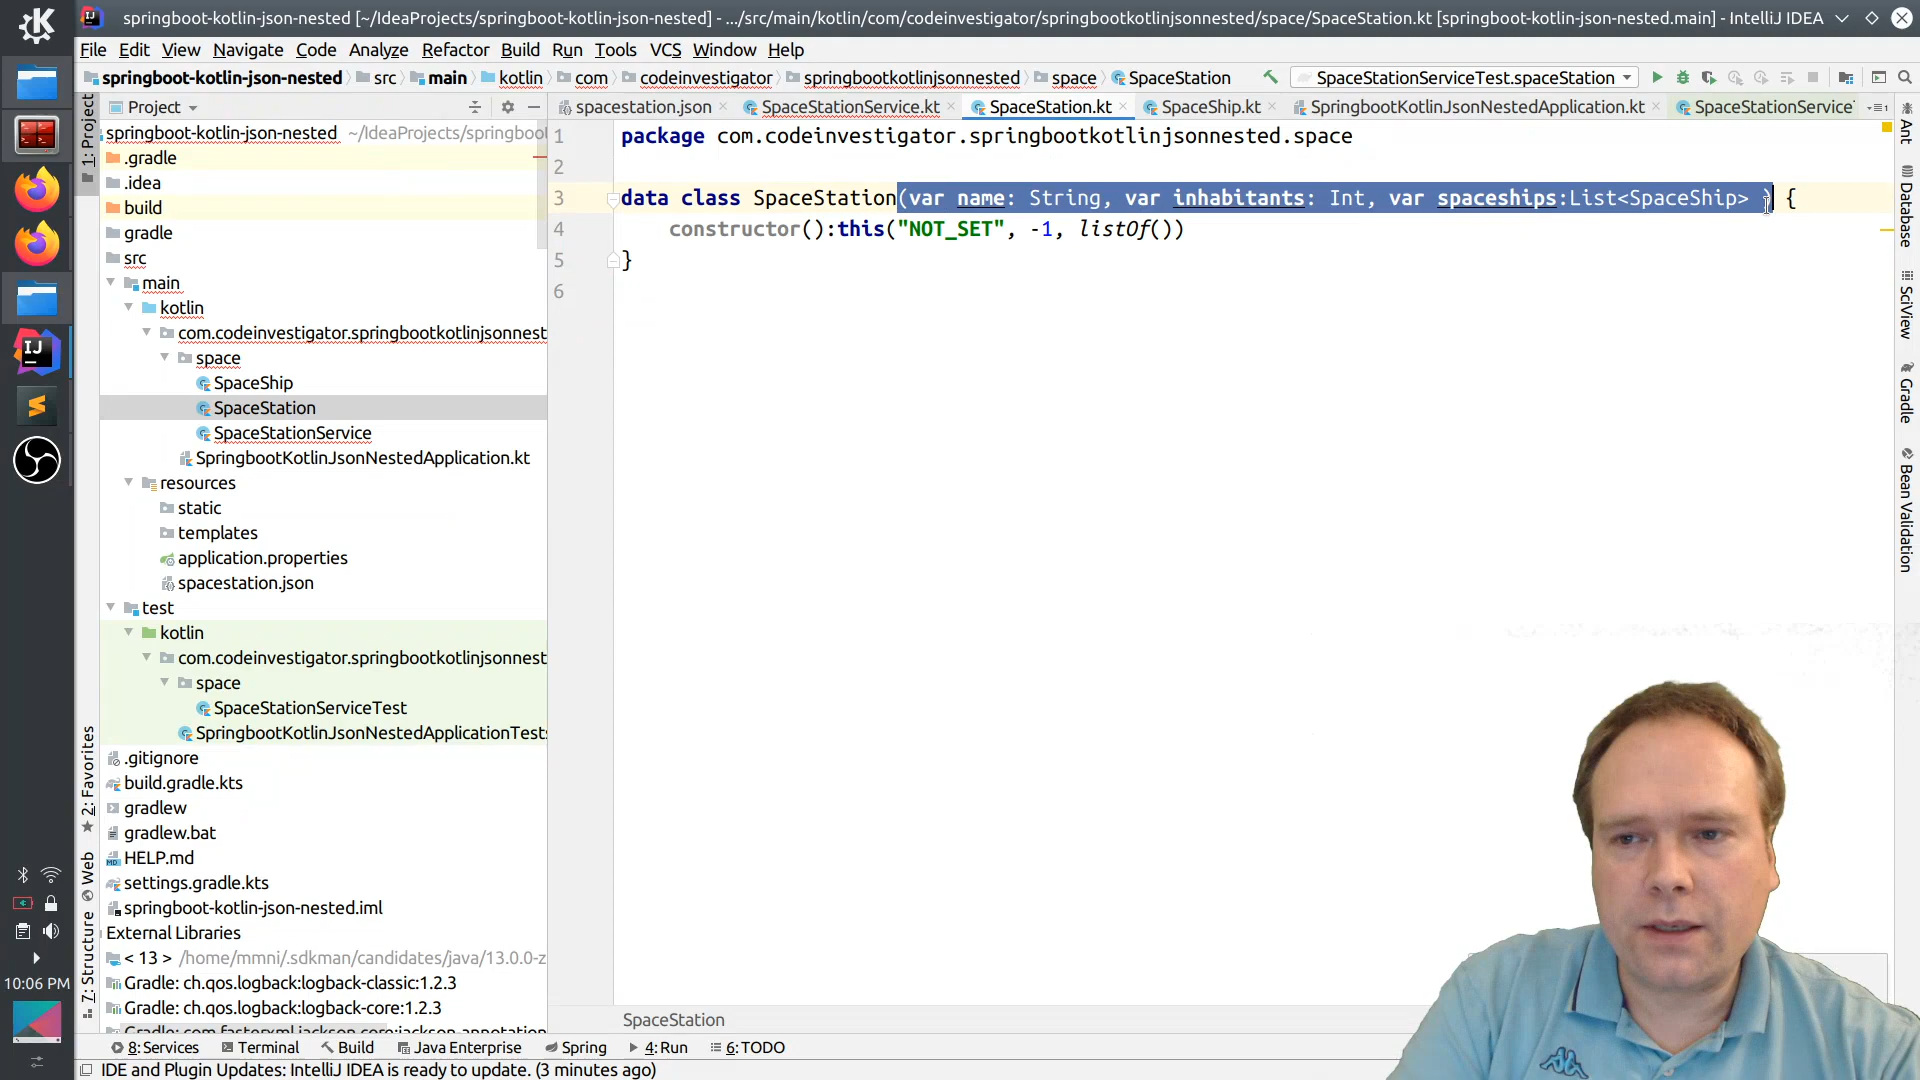 springboot-kotlin-json-nested [~/IdeaProjects/springboot-kotlin-json-nested] - .../src/main/kotlin/com/codeinvestigator/springbootkotlinjsonnested/space/SpaceStation.kt [springboot-kotlin-json-nested.main] - IntelliJ IDEA
File Edit View Navigate Code Analyze Refactor Build Run Tools VCS Window Help
springboot-kotlin-json-nested src main kotlin com codeinvestigator springbootkotlinjsonnested space SpaceStation SpaceStationServiceTest.spaceStation
Project
spacestation.json SpaceStationService.kt SpaceStation.kt SpaceShip.kt SpringbootKotlinJsonNestedApplication.kt SpaceStationService
springboot-kotlin-json-nested ~/IdeaProjects/springboot
.gradle
.idea
build
gradle
src
main
kotlin
com.codeinvestigator.springbootkotlinjsonnest
space
SpaceShip
SpaceStation
SpaceStationService
SpringbootKotlinJsonNestedApplication.kt
resources
static
templates
application.properties
spacestation.json
test
kotlin
com.codeinvestigator.springbootkotlinjsonnest
space
SpaceStationServiceTest
SpringbootKotlinJsonNestedApplicationTests
.gitignore
build.gradle.kts
gradlew
gradlew.bat
HELP.md
settings.gradle.kts
springboot-kotlin-json-nested.iml
External Libraries
< 13 > /home/mmni/.sdkman/candidates/java/13.0.0-z
Gradle: ch.qos.logback:logback-classic:1.2.3
Gradle: ch.qos.logback:logback-core:1.2.3
Gradle: com.fasterxml.jackson.core:jackson-annotation
1 package com.codeinvestigator.springbootkotlinjsonnested.space
2
3 data class SpaceStation(var name: String, var inhabitants: Int, var spaceships:List<SpaceShip> ) {
4 constructor():this("NOT_SET", -1, listOf())
5 }
6
SpaceStation
1: Project
2: Favorites
Web
7: Structure
Ant
Database
SciView
Gradle
Bean Validation
8: Services Terminal Build Java Enterprise Spring 4: Run 6: TODO
IDE and Plugin Updates: IntelliJ IDEA is ready to update. (3 minutes ago)
10:06 PM
IJ